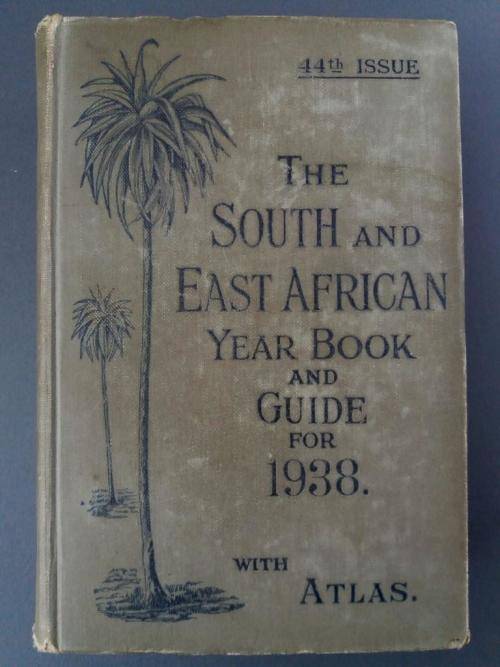 44th ISSUE
THE
SOUTH AND
EAST AFRICAN
YEAR BOOK
AND
GUIDE
FOR
1938.
WITH
ATLAS.